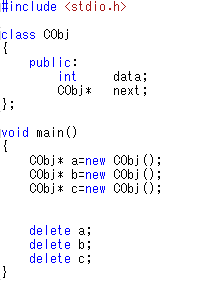 #include <stdio.h>
class CObj
{
public:
int data;
CObj* next;
};
void main()
{
CObj* a=new CObj();
CObj* b=new CObj();
CObj* c=new CObj();
delete a;
delete b;
delete c;
}